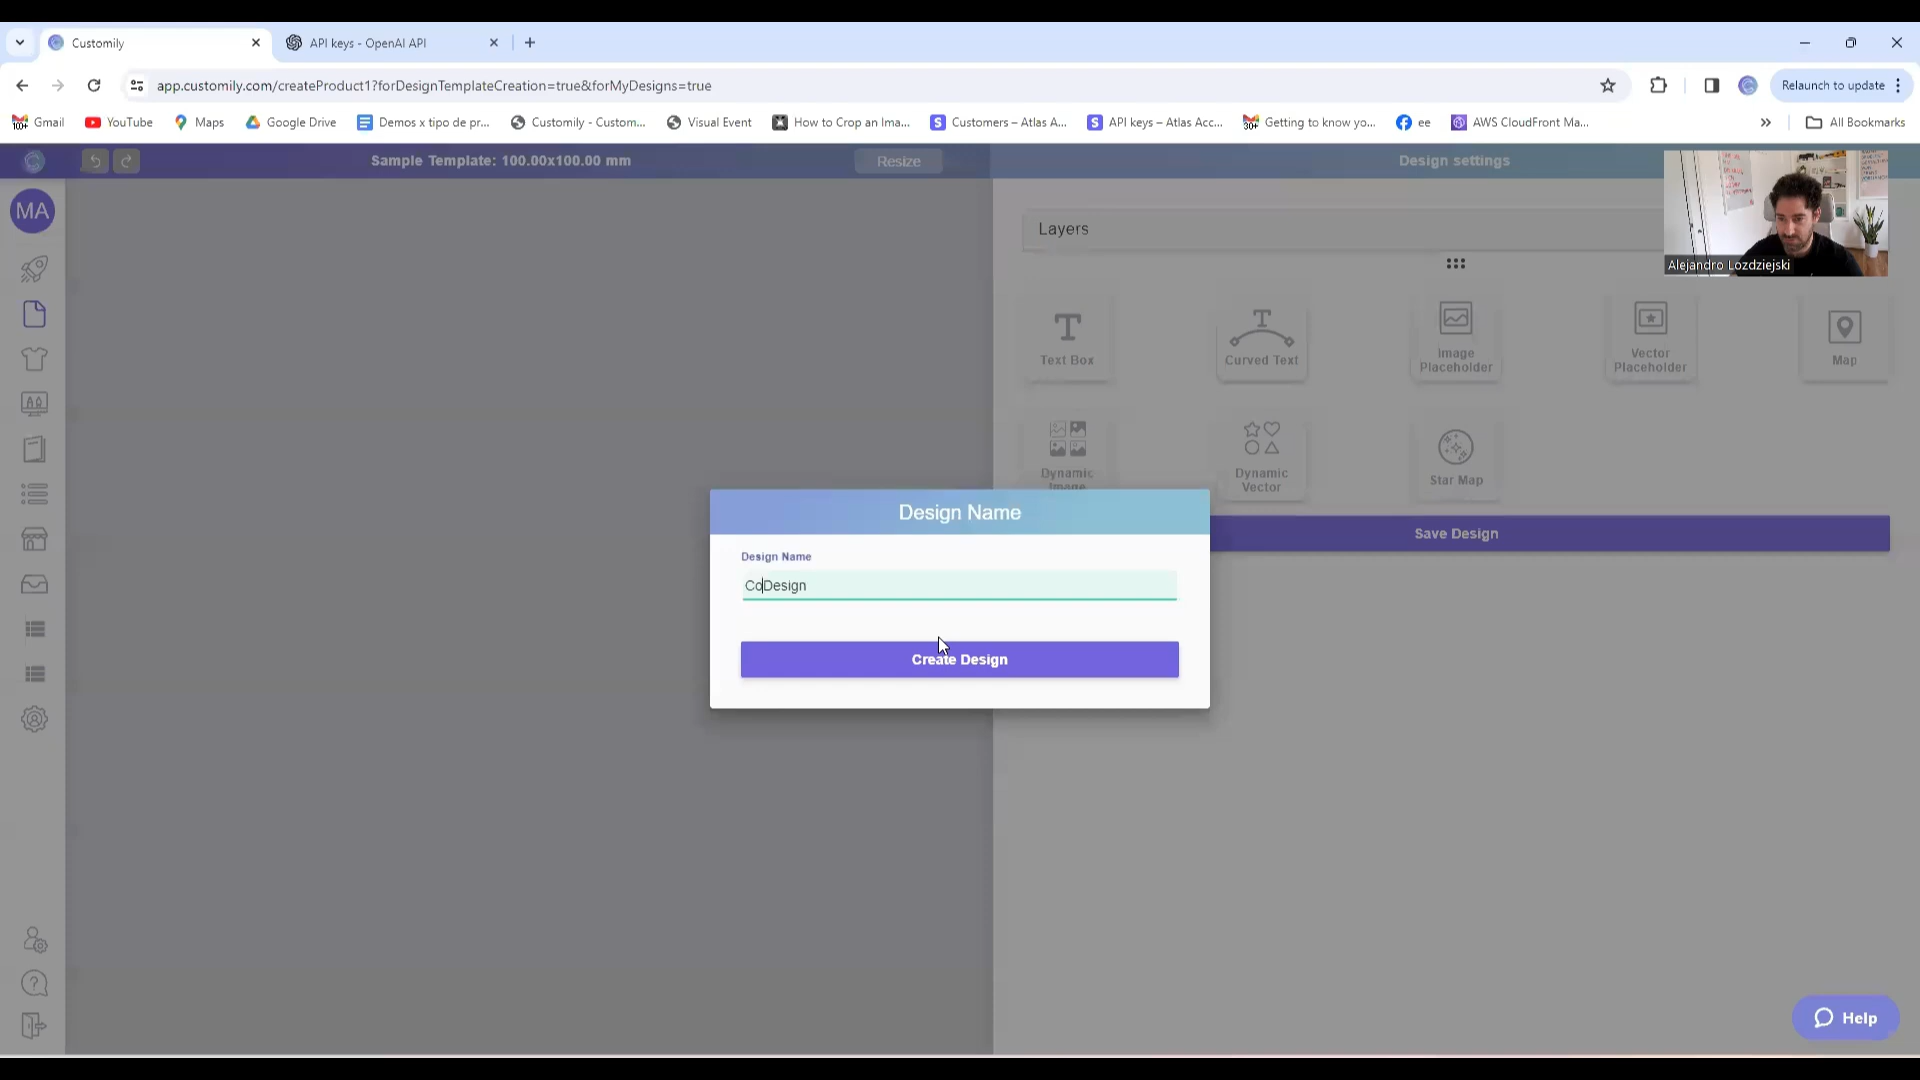 Customily
API keys - OpenAI API
app.customily.com/createProduct1?forDesignTemplateCreation=true&forMyDesigns=true
Relaunch to update
100+
Gmail
YouTube
Maps
Google Drive
Demos x tipo de pr...
Customily - Custom...
Visual Event
How to Crop an Ima...
Customers – Atlas A...
API keys – Atlas Acc...
30+
Getting to know yo...
ee
AWS CloudFront Ma...
All Bookmarks
Sample Template: 100.00x100.00 mm
Resize
Design settings
MA
Layers
Alejandro Lozdziejski
Text Box
Curved Text
Image
Placeholder
Vector
Placeholder
Map
Dynamic
Image
Dynamic
Vector
Star Map
Save Design
Design Name
Design Name
CoDesign
Create Design
Help